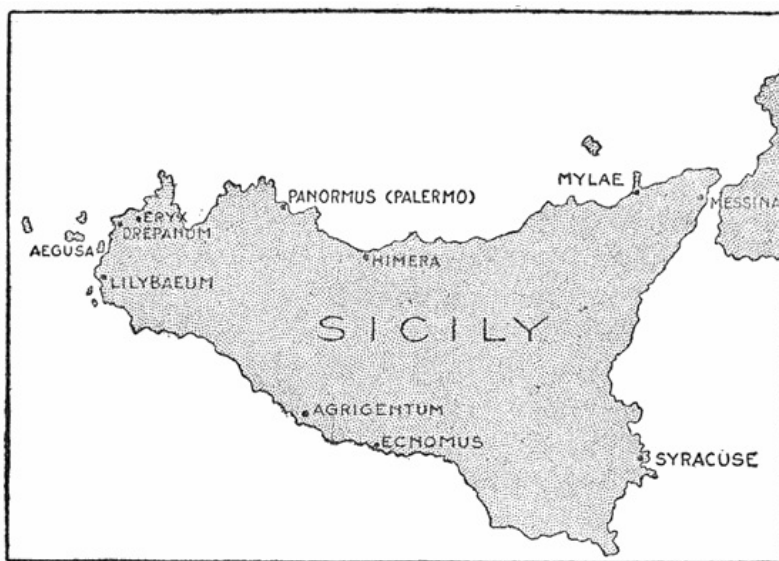 PANORMUS (PALERMO)
MYLAE
MESSINA
ERYX
DREPANUM
AEGUSA
HIMERA
LILYBAEUM
SICILY
AGRIGENTUM
ECNOMUS
SYRACUSE